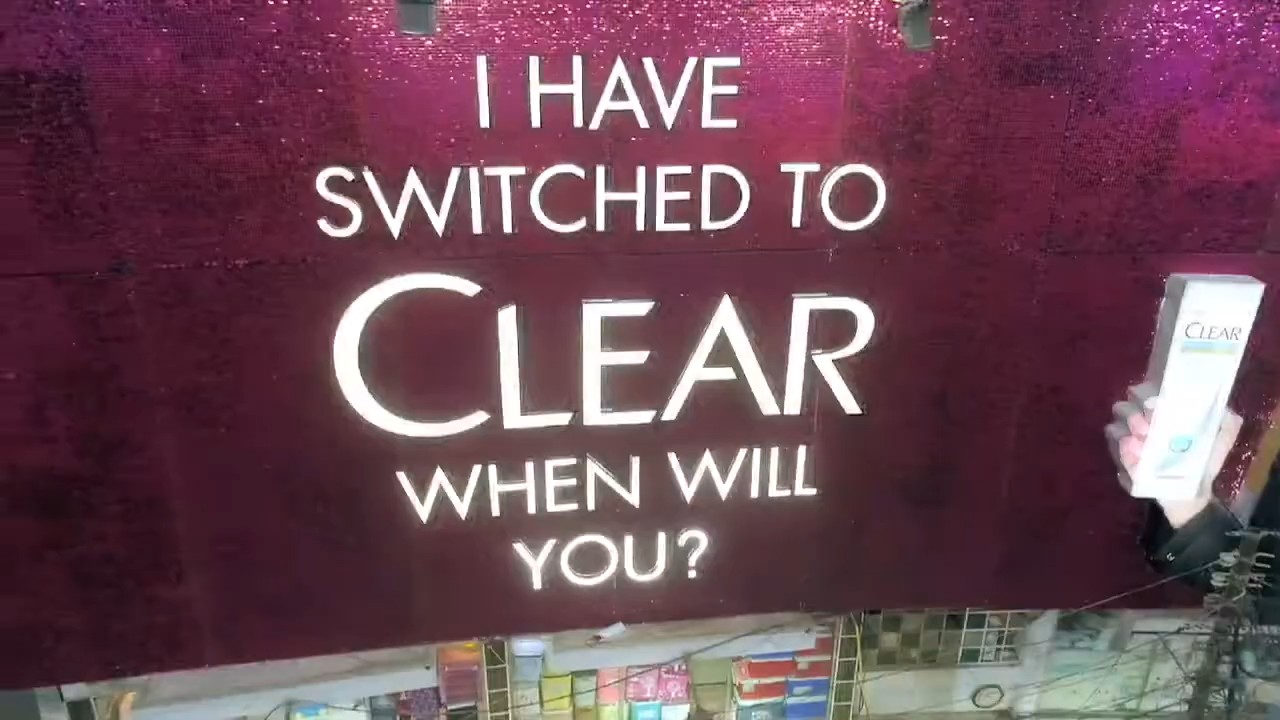 I HAVE
SWITCHED TO
CLEAR
WHEN WILL
YOU?
CLEAR